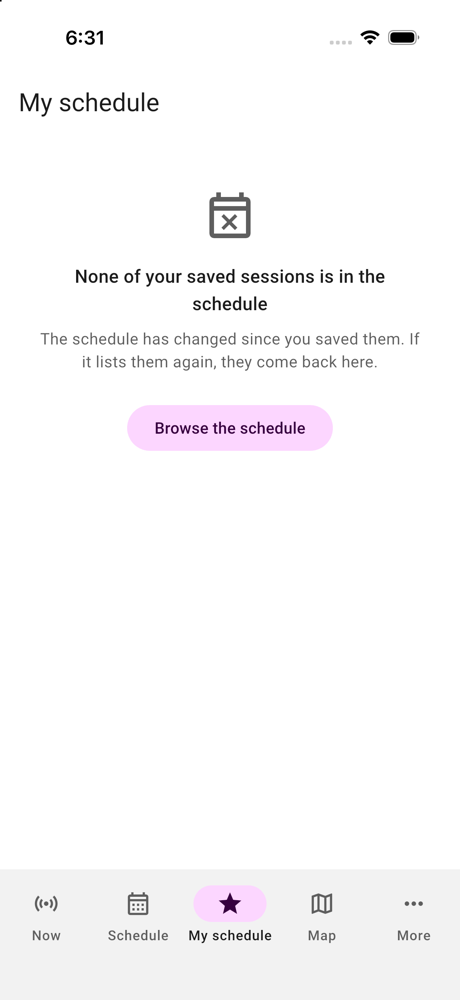 6:31
My schedule
None of your saved sessions is in the
schedule
The schedule has changed since you saved them. If
it lists them again, they come back here.
Browse the schedule
Now
Schedule
My schedule
Map
More